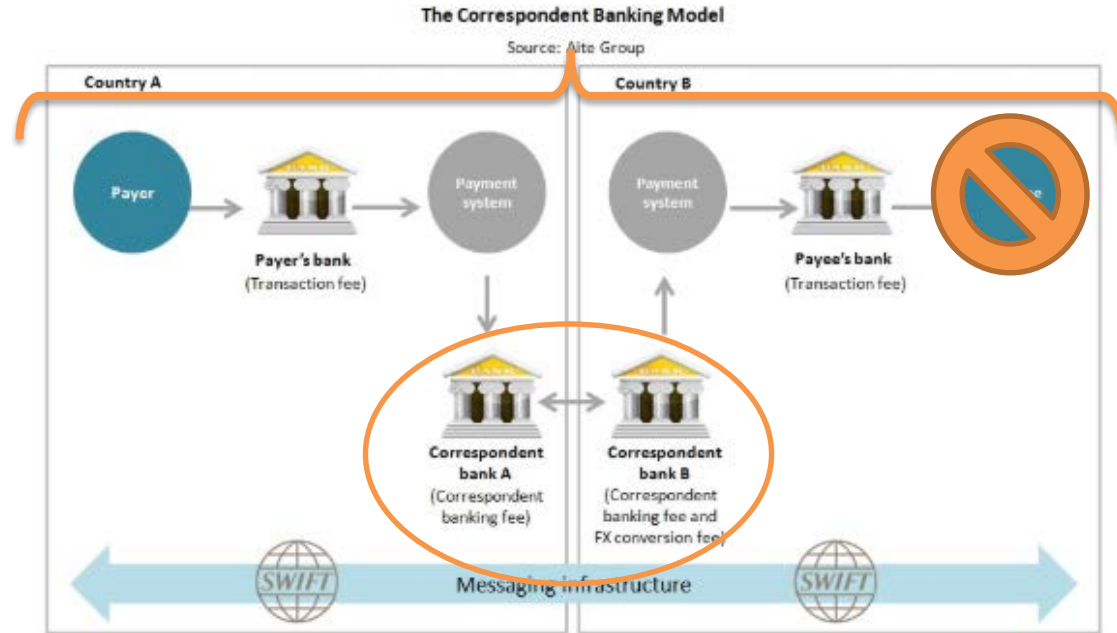 The Correspondent Banking Model
Source: Aite Group
Country A
Country B
Payer
Payment
system
Payment
system
Payer's bank
(Transaction fee)
Payee's bank
(Transaction fee)
Correspondent
bank A
(Correspondent
banking fee)
Correspondent
bank B
(Correspondent
banking fee and
FX conversion fee)
SWIFT
Messaging infrastructure
SWIFT